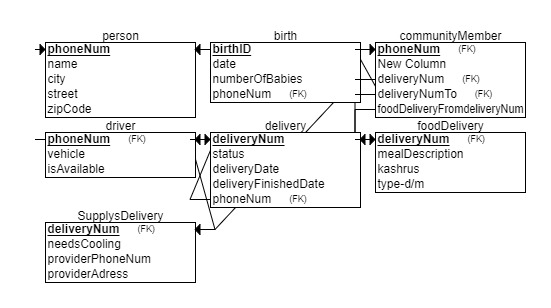 person
phoneNum
name
city
street
zipCode
birth
birthID
date
numberOfBabies
phoneNum (FK)
communityMember
phoneNum (FK)
New Column
deliveryNum (FK)
deliveryNumTo (FK)
foodDeliveryFromdeliveryNum
driver
phoneNum (FK)
vehicle
isAvailable
delivery
deliveryNum
status
deliveryDate
deliveryFinishedDate
phoneNum (FK)
foodDelivery
deliveryNum (FK)
mealDescription
kashrus
type-d/m
SupplysDelivery
deliveryNum (FK)
needsCooling
providerPhoneNum
providerAdress